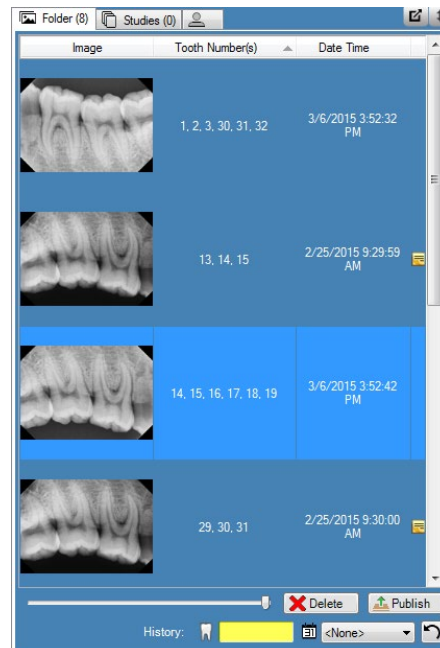 Folder (8) Studies (0)
Image Tooth Number(s) Date Time
1, 2, 3, 30, 31, 32 3/6/2015 3:52:32
PM
13, 14, 15 2/25/2015 9:29:59
AM
14, 15, 16, 17, 18, 19 3/6/2015 3:52:42
PM
29, 30, 31 2/25/2015 9:30:00
AM
Delete Publish
History: <None>